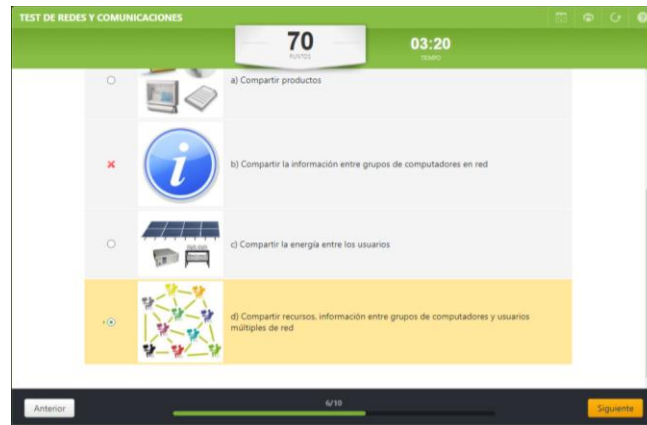 TEST DE REDES Y COMUNICACIONES
70
PUNTOS
03:20
TIEMPO
a) Compartir productos
b) Compartir la información entre grupos de computadores en red
c) Compartir la energía entre los usuarios
d) Compartir recursos, información entre grupos de computadores y usuarios
múltiples de red
Anterior
6/10
Siguiente